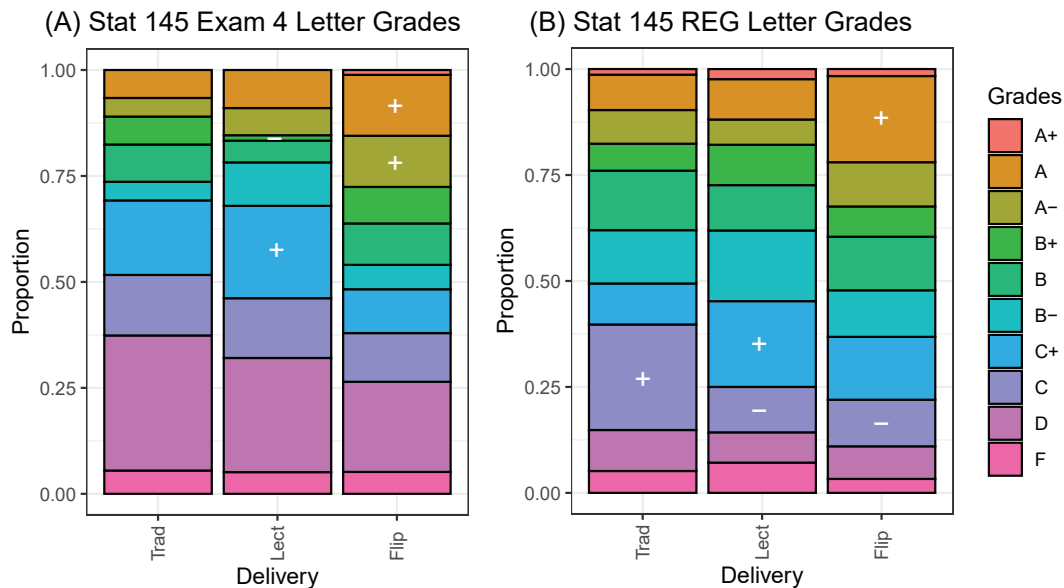 (A) Stat 145 Exam 4 Letter Grades
Proportion
1.00
0.75
0.50
0.25
0.00
+
+
−
+
Trad
Lect
Flip
Delivery
(B) Stat 145 REG Letter Grades
Proportion
1.00
0.75
0.50
0.25
0.00
+
+
+
−
−
Trad
Lect
Flip
Delivery
Grades
A+
A
A−
B+
B
B−
C+
C
D
F